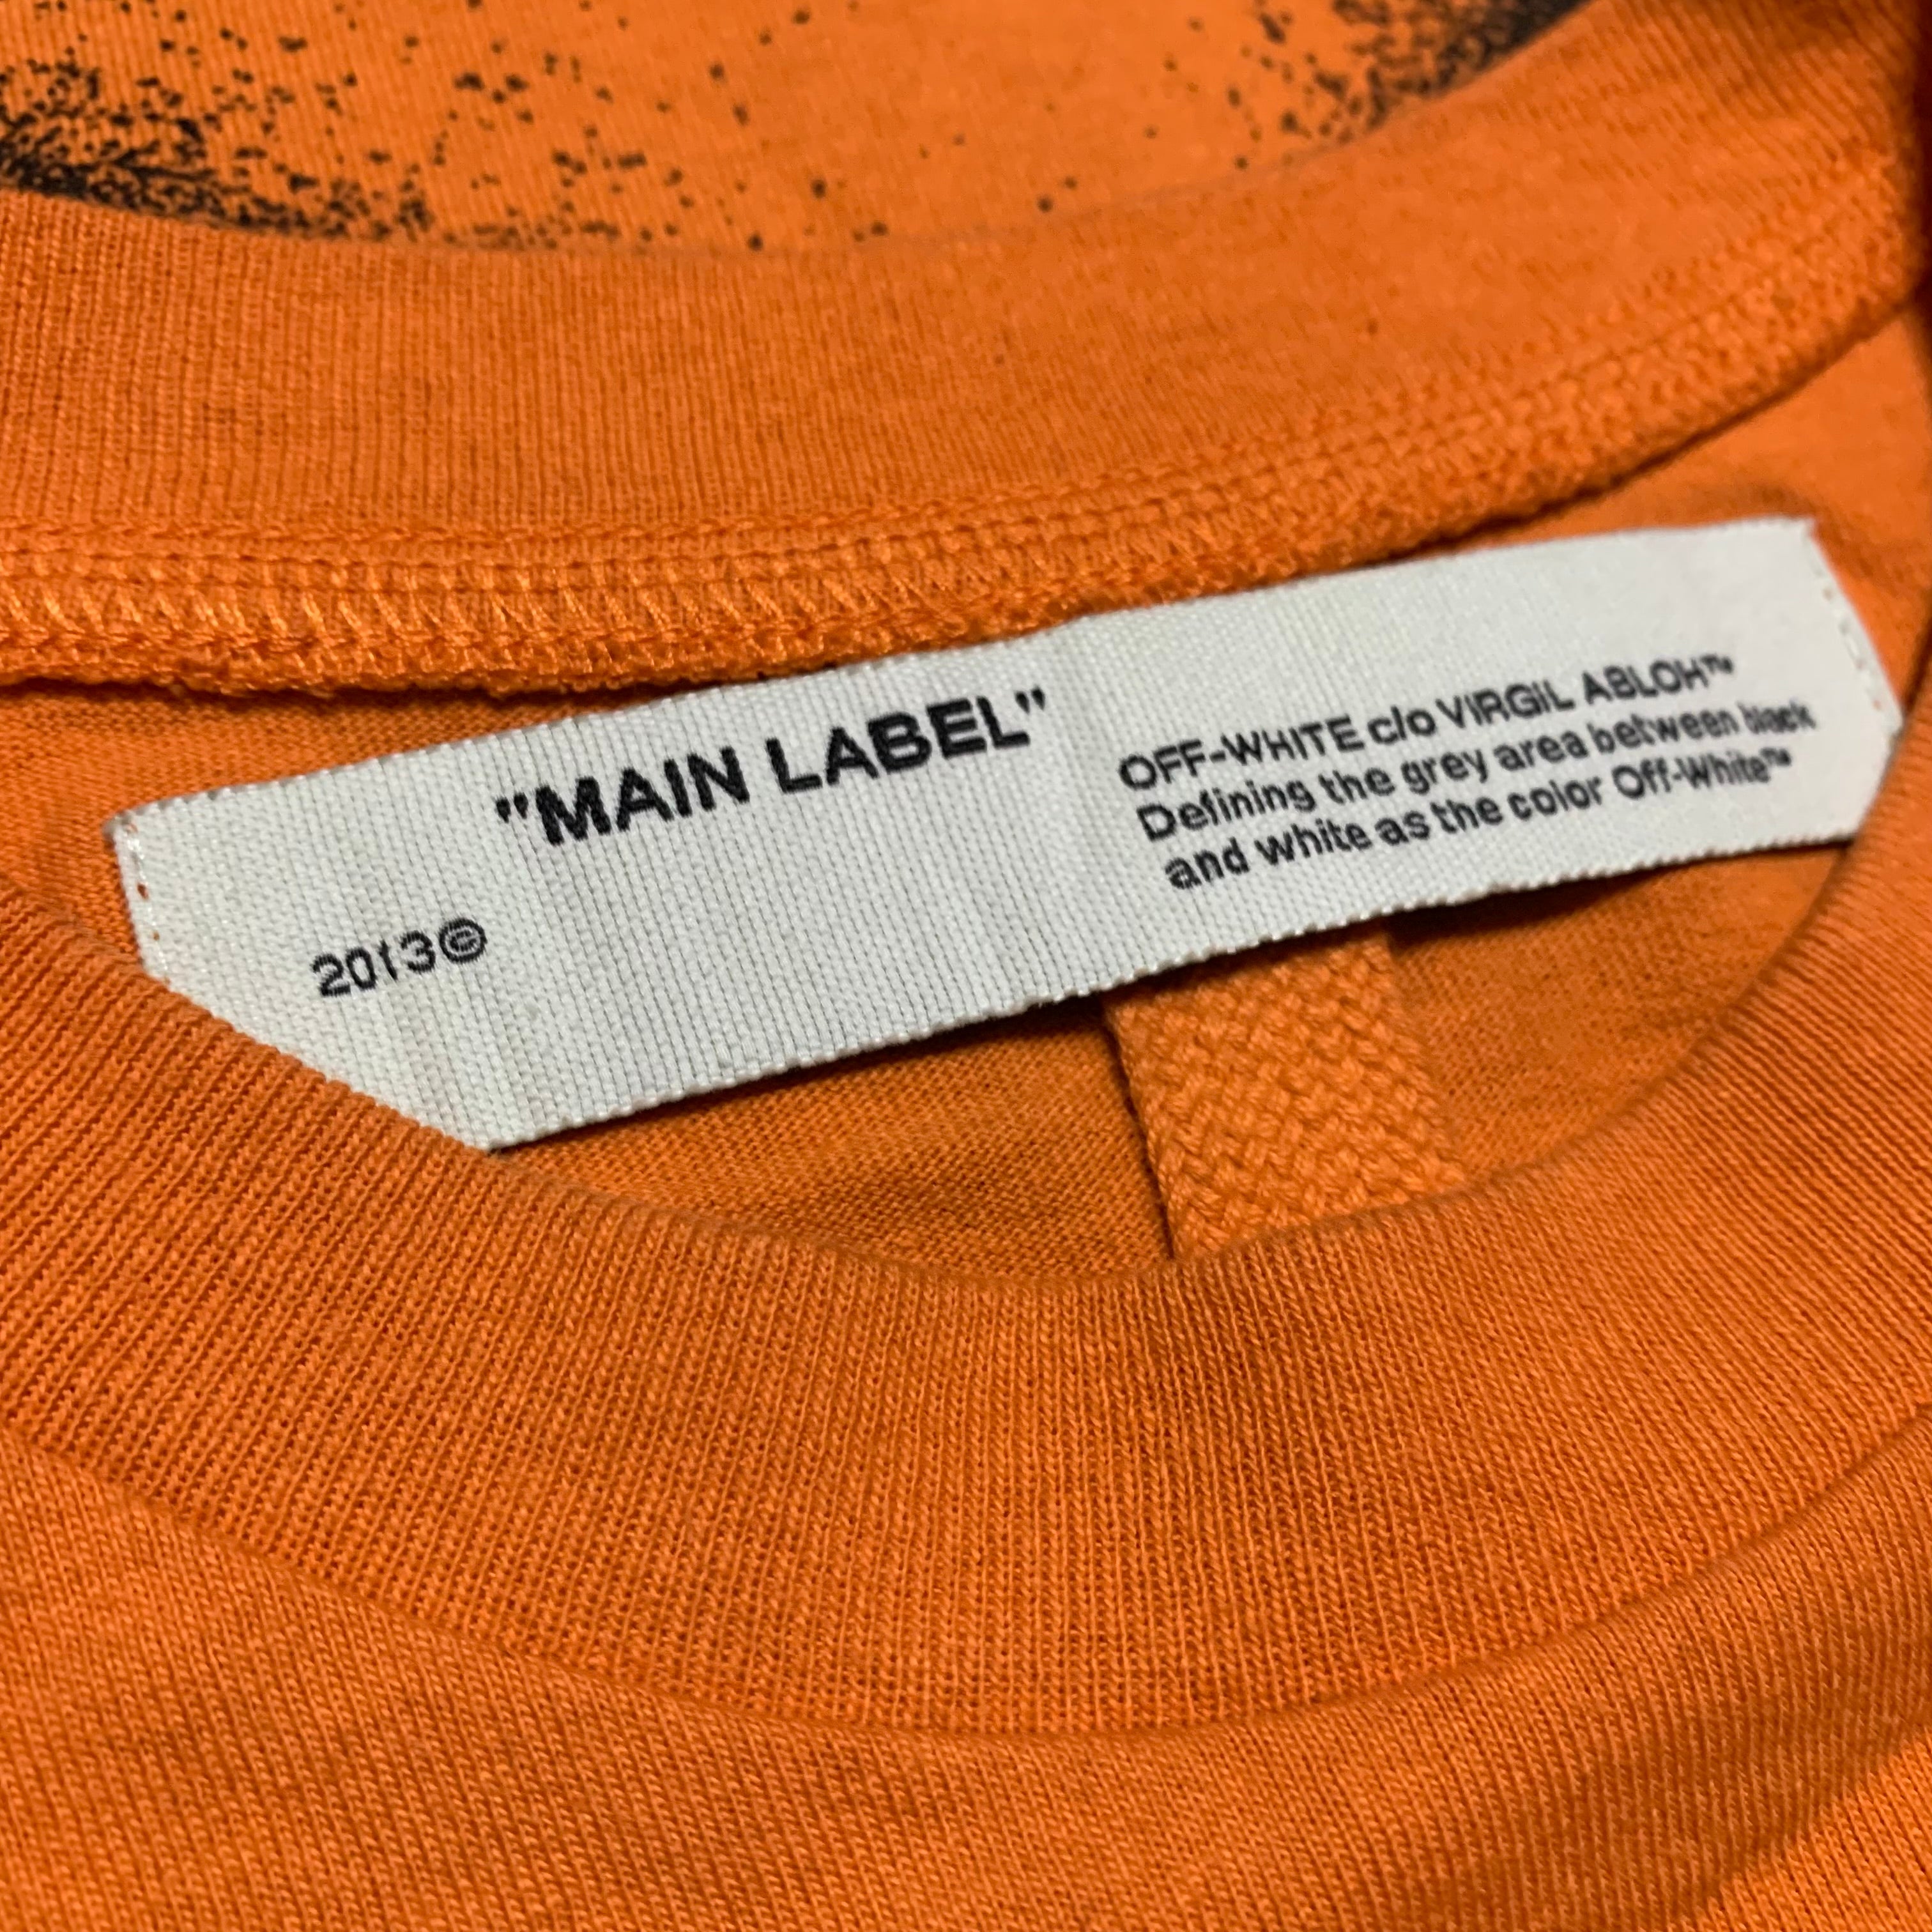 "MAIN LABEL"
OFF-WHITE c/o VIRGIL ABLOH™
Defining the grey area between black
and white as the color Off-White™
2013©